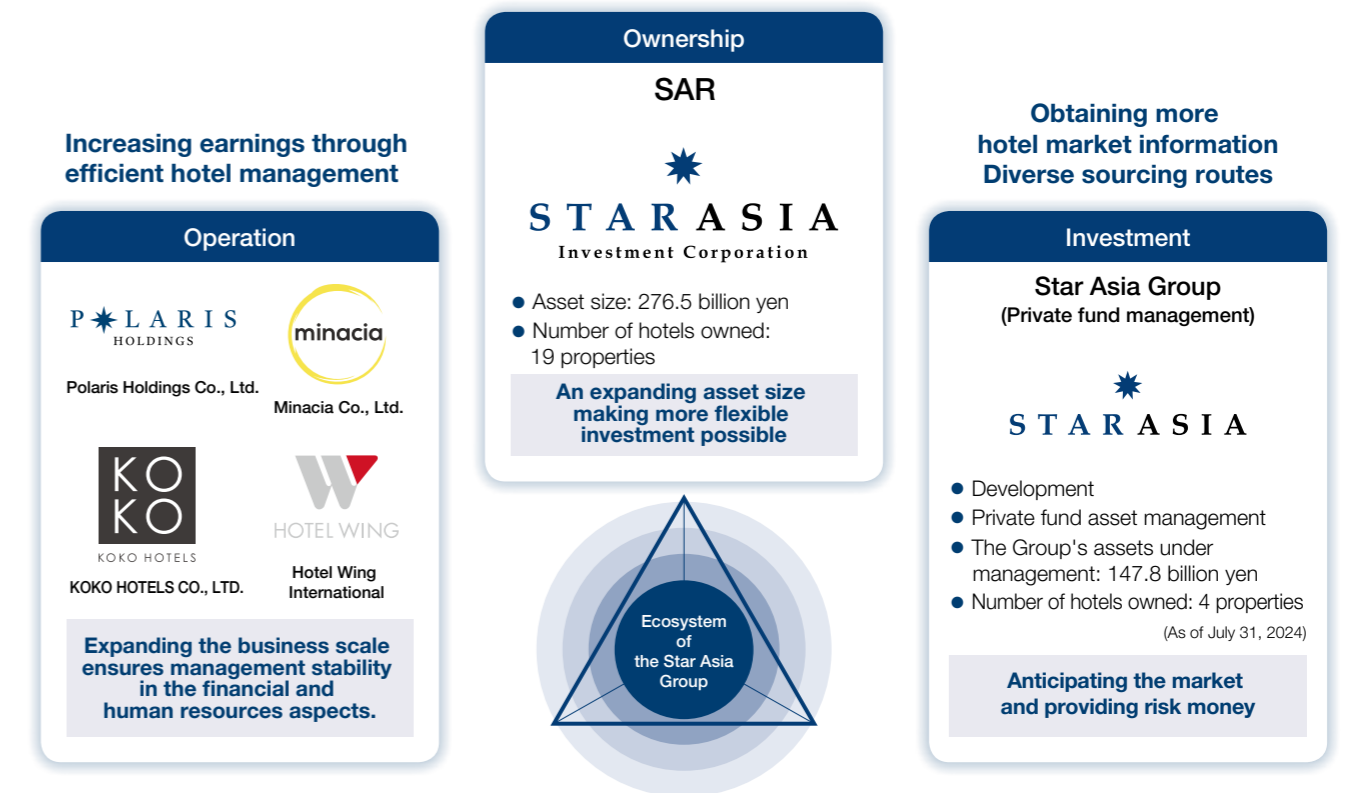 Increasing earnings through
efficient hotel management
Operation
P LARIS
HOLDINGS
Polaris Holdings Co., Ltd.
minacia
Minacia Co., Ltd.
KO
KO
KOKO HOTELS
KOKO HOTELS CO., LTD.
W
HOTEL WING
Hotel Wing
International
Expanding the business scale
ensures management stability
in the financial and
human resources aspects.
Ownership
SAR
STAR ASIA
Investment Corporation
● Asset size: 276.5 billion yen
● Number of hotels owned:
19 properties
An expanding asset size
making more flexible
investment possible
Ecosystem
of
the Star Asia
Group
Obtaining more
hotel market information
Diverse sourcing routes
Investment
Star Asia Group
(Private fund management)
STAR ASIA
● Development
● Private fund asset management
● The Group's assets under
management: 147.8 billion yen
● Number of hotels owned: 4 properties
(As of July 31, 2024)
Anticipating the market
and providing risk money